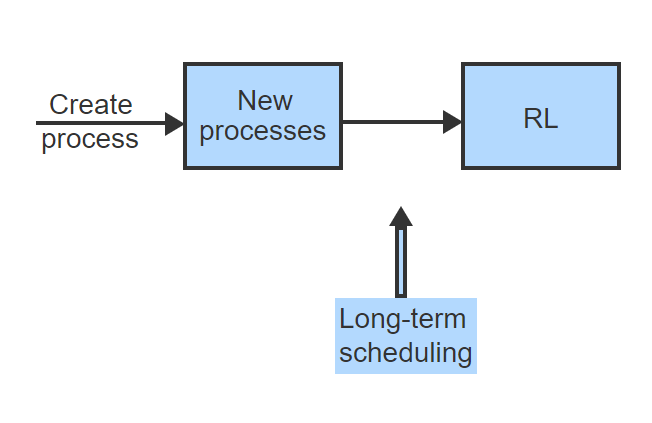 Create
process
New
processes
RL
Long-term
scheduling